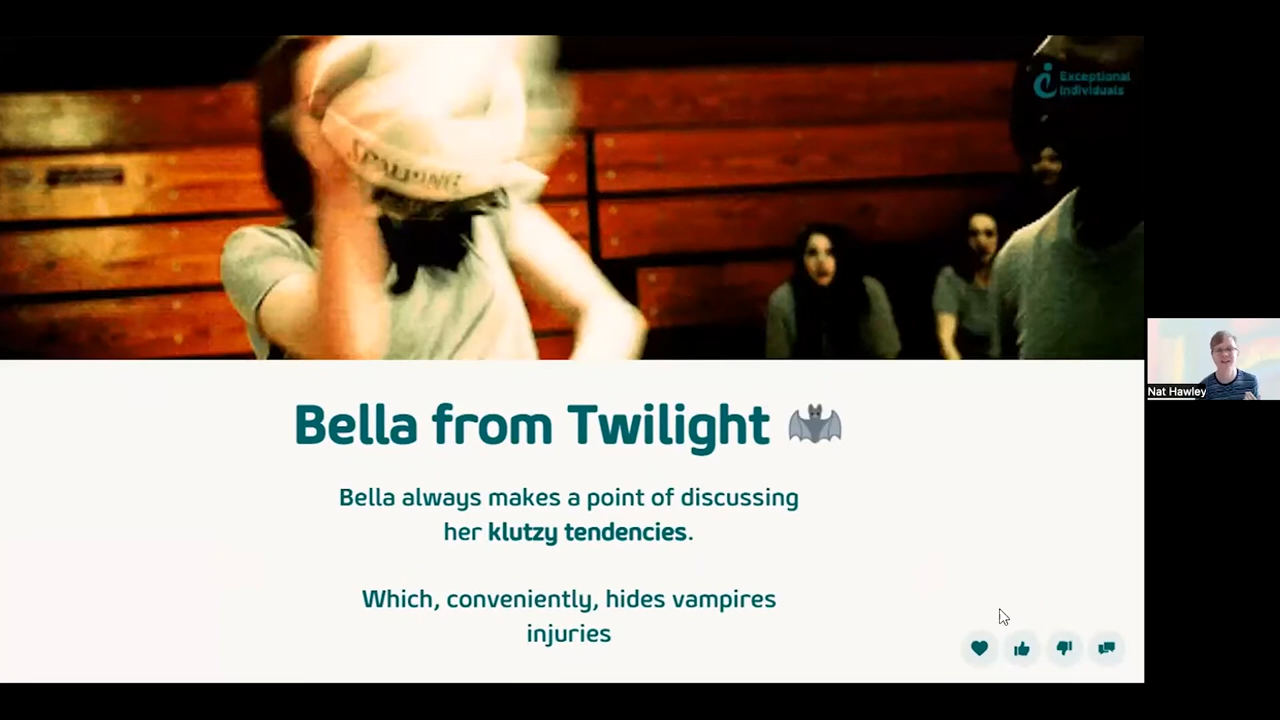 Exceptional
Individuals
SPALDING
Bella from Twilight
Bella always makes a point of discussing
her klutzy tendencies.
Which, conveniently, hides vampires
injuries
Nat Hawley